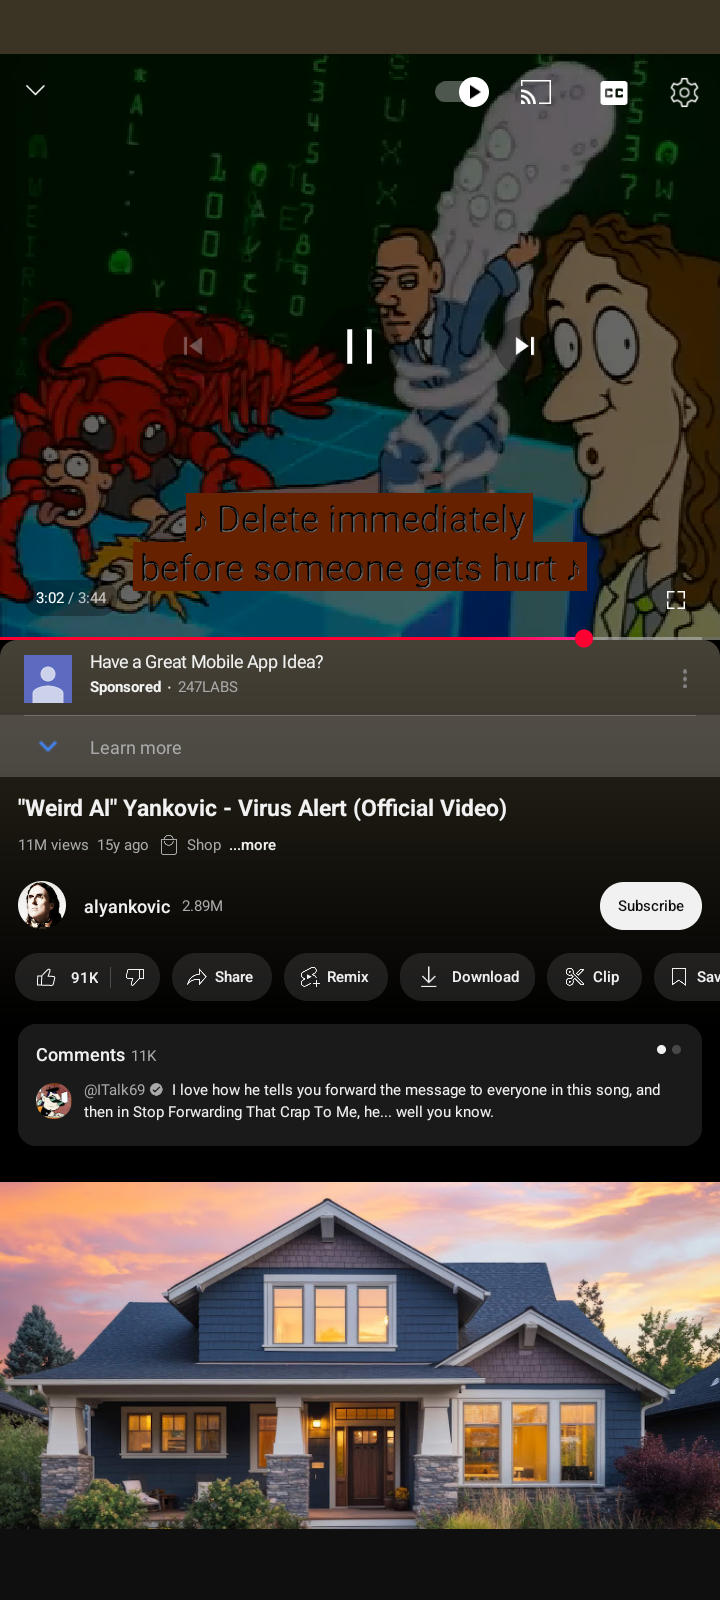 CC
♪ Delete immediately
before someone gets hurt ♪
3:02 / 3:44
Have a Great Mobile App Idea?
Sponsored · 247LABS
Learn more
"Weird Al" Yankovic - Virus Alert (Official Video)
11M views 15y ago Shop ...more
alyankovic 2.89M
Subscribe
91K Share Remix Download Clip Sav
Comments 11K
@ITalk69 I love how he tells you forward the message to everyone in this song, and
then in Stop Forwarding That Crap To Me, he... well you know.